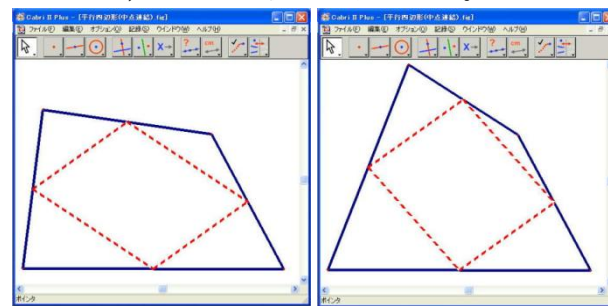 Cabri II Plus - [平行四辺形(中点連結).fig]
ファイル(F) 編集(E) オプション(O) 記録(S) ウインドウ(W) ヘルプ(H)
ポインタ
Cabri II Plus - [平行四辺形(中点連結).fig]
ファイル(F) 編集(E) オプション(O) 記録(S) ウインドウ(W) ヘルプ(H)
ポインタ